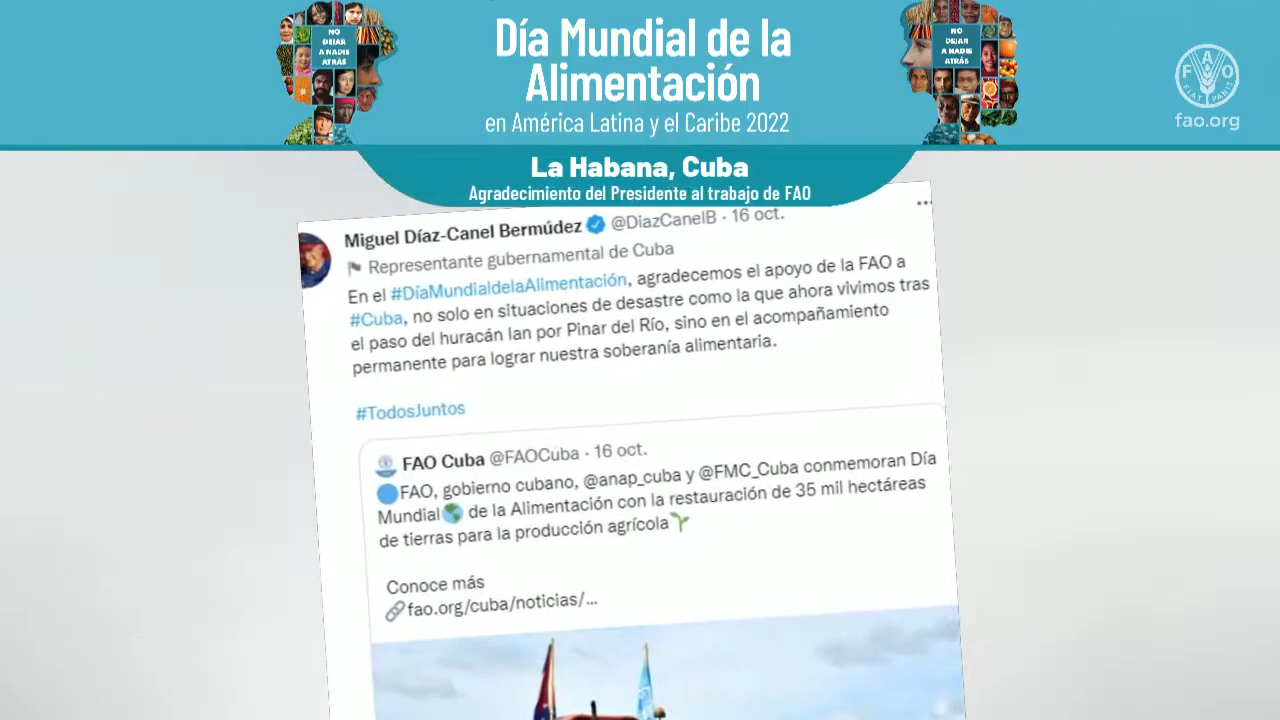 NO
DEJAR
A NADIE
ATRÁS
Día Mundial de la
Alimentación
en América Latina y el Caribe 2022
NO
DEJAR
A NADIE
ATRÁS
F A O
FIAT PANIS
fao.org
La Habana, Cuba
Agradecimiento del Presidente al trabajo de FAO
Miguel Díaz-Canel Bermúdez @DiazCanelB · 16 oct.
Representante gubernamental de Cuba
En el #DíaMundialdelaAlimentación, agradecemos el apoyo de la FAO a
#Cuba, no solo en situaciones de desastre como la que ahora vivimos tras
el paso del huracán Ian por Pinar del Río, sino en el acompañamiento
permanente para lograr nuestra soberanía alimentaria.
#TodosJuntos
FAO Cuba @FAOCuba · 16 oct.
FAO, gobierno cubano, @anap_cuba y @FMC_Cuba conmemoran Día
Mundial de la Alimentación con la restauración de 35 mil hectáreas
de tierras para la producción agrícola
Conoce más
fao.org/cuba/noticias/...